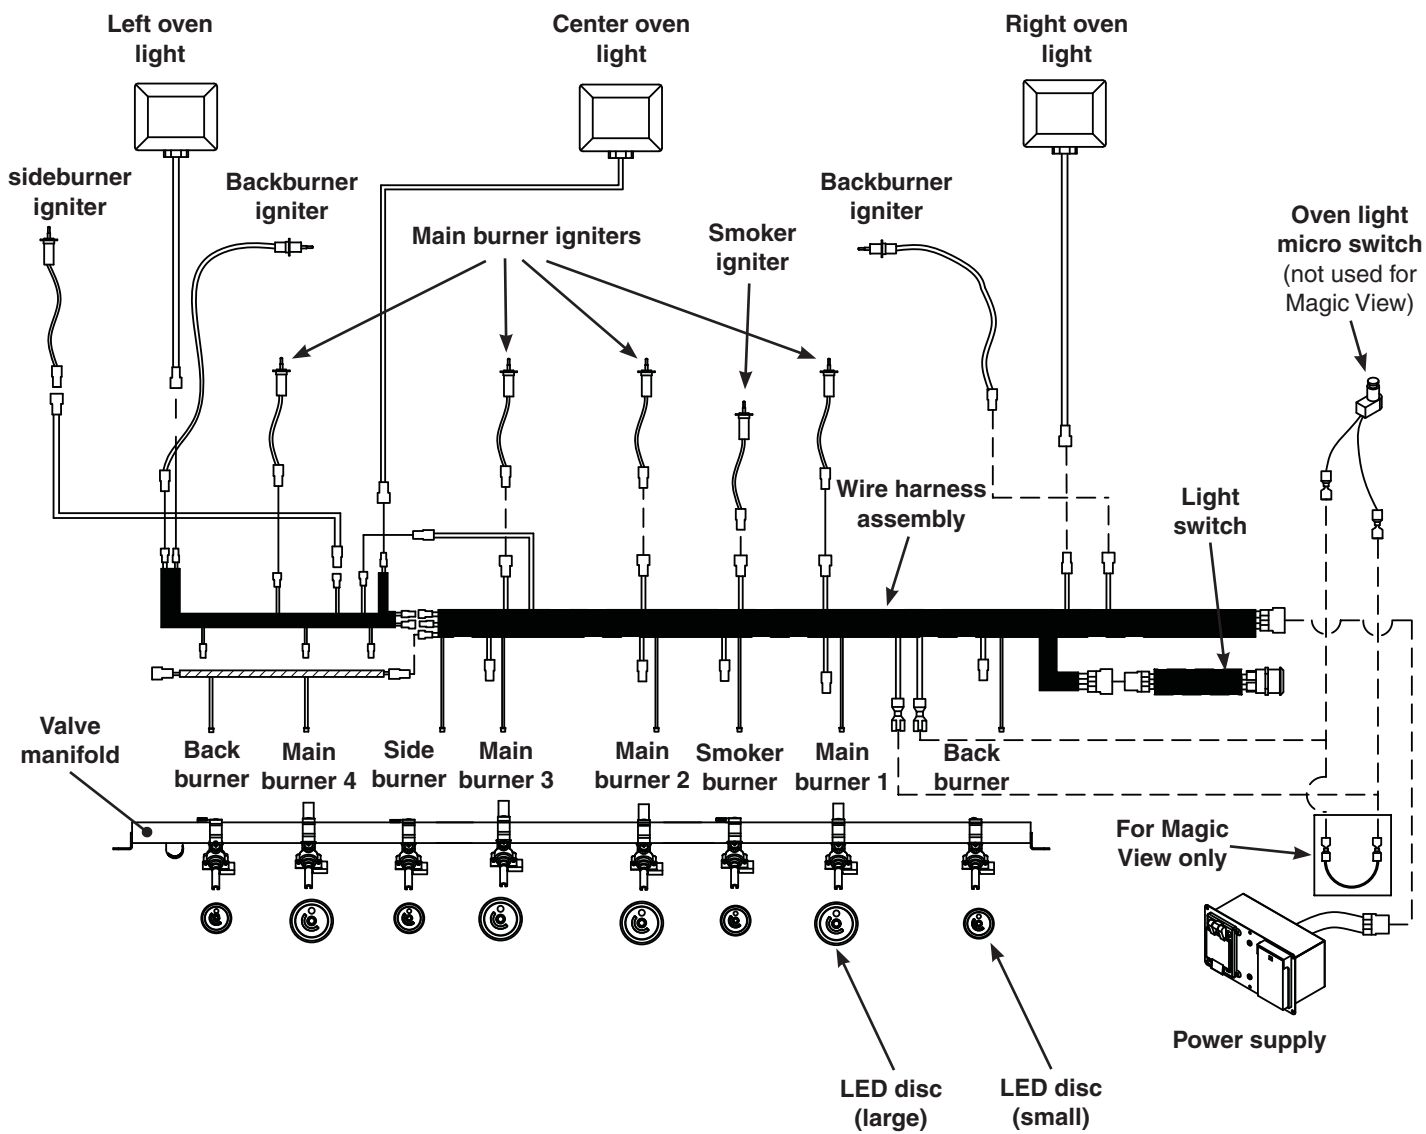 Left oven
light
Center oven
light
Right oven
light
sideburner
igniter
Backburner
igniter
Main burner igniters
Smoker
igniter
Backburner
igniter
Oven light
micro switch
(not used for
Magic View)
Wire harness
assembly
Light
switch
Valve
manifold
Back
burner
Main
burner 4
Side
burner
Main
burner 3
Main
burner 2
Smoker
burner
Main
burner 1
Back
burner
For Magic
View only
Power supply
LED disc
(large)
LED disc
(small)